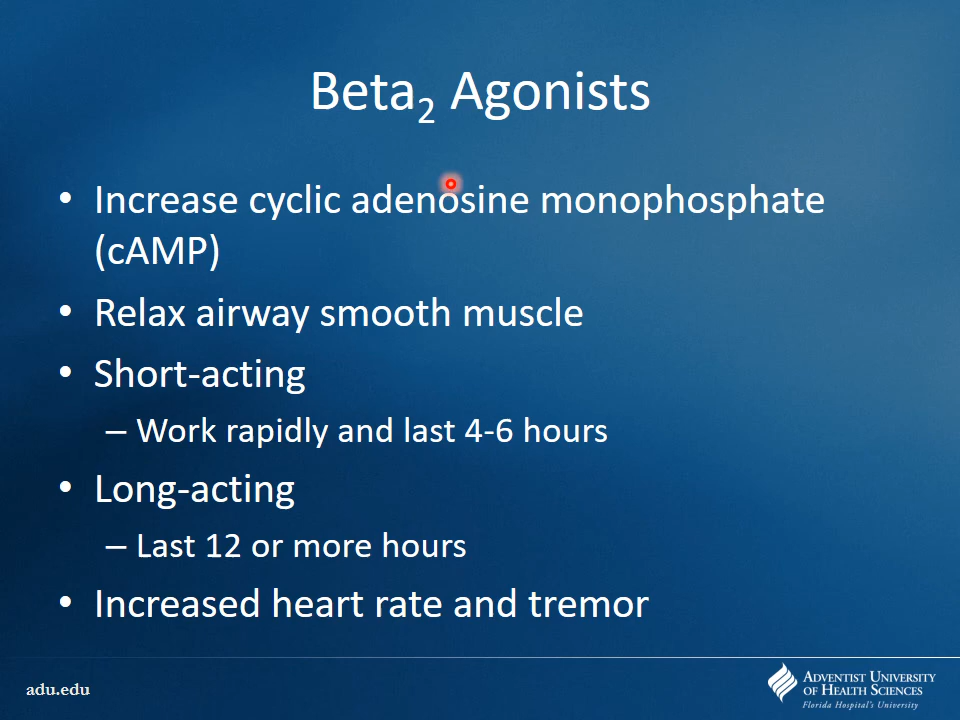 Beta₂ Agonists
• Increase cyclic adenosine monophosphate
(cAMP)
• Relax airway smooth muscle
• Short-acting
– Work rapidly and last 4-6 hours
• Long-acting
– Last 12 or more hours
• Increased heart rate and tremor
adu.edu
ADVENTIST UNIVERSITY
OF HEALTH SCIENCES
Florida Hospital's University